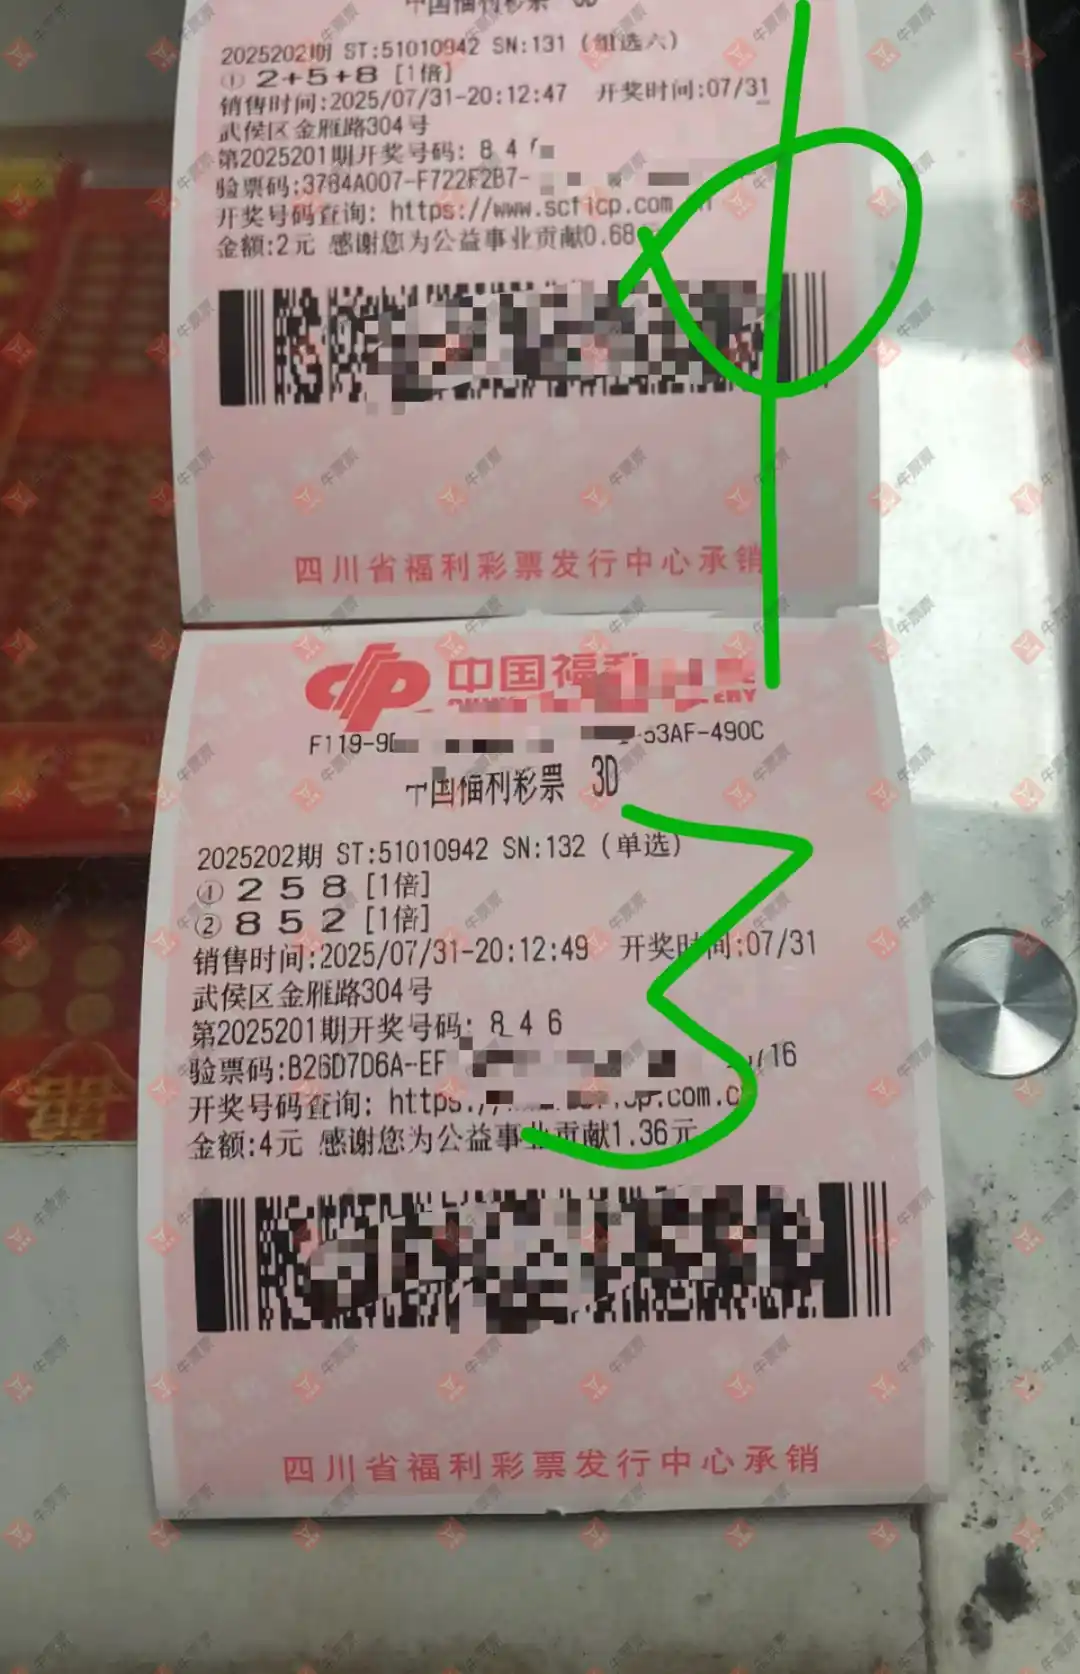 中国福利彩票 3D
2025202期 ST:51010942 SN:131 (组选六)
① 2+5+8 [1倍]
销售时间:2025/07/31-20:12:47 开奖时间:07/31
武侯区金雁路304号
第2025201期开奖号码: 8 4
验票码:3784A007-F722F2B7-
开奖号码查询: https://www.scflcp.com.cn
金额:2元 感谢您为公益事业贡献0.68
四川省福利彩票发行中心承销
中国福利
F119-9 53AF-490C
中国福利彩票 3D
2025202期 ST:51010942 SN:132 (单选)
① 2 5 8 [1倍]
② 8 5 2 [1倍]
销售时间:2025/07/31-20:12:49 开奖时间:07/31
武侯区金雁路304号
第2025201期开奖号码: 8 4 6
验票码:B26D7D6A-EF /16
开奖号码查询: https:/ .com.c
金额:4元 感谢您为公益事业贡献1.36元
四川省福利彩票发行中心承销
中
3
牛票票